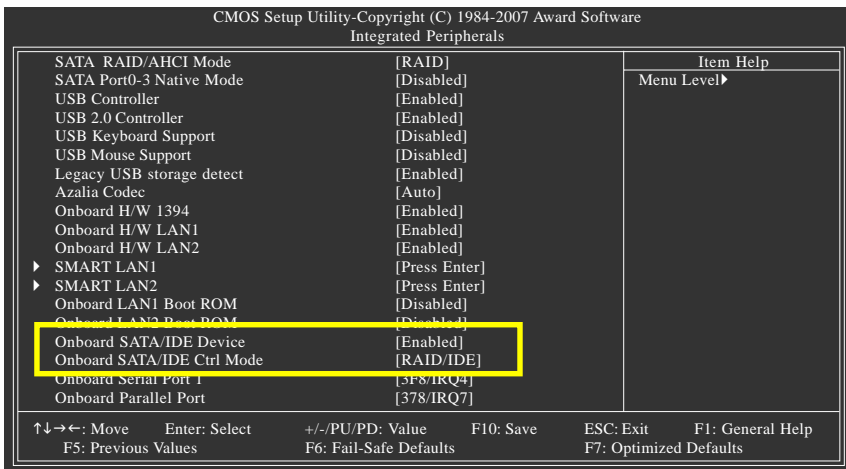 CMOS Setup Utility-Copyright (C) 1984-2007 Award Software
Integrated Peripherals
SATA RAID/AHCI Mode [RAID] Item Help
SATA Port0-3 Native Mode [Disabled] Menu Level▶
USB Controller [Enabled]
USB 2.0 Controller [Enabled]
USB Keyboard Support [Disabled]
USB Mouse Support [Disabled]
Legacy USB storage detect [Enabled]
Azalia Codec [Auto]
Onboard H/W 1394 [Enabled]
Onboard H/W LAN1 [Enabled]
Onboard H/W LAN2 [Enabled]
▶ SMART LAN1 [Press Enter]
▶ SMART LAN2 [Press Enter]
Onboard LAN1 Boot ROM [Disabled]
Onboard LAN2 Boot ROM [Disabled]
Onboard SATA/IDE Device [Enabled]
Onboard SATA/IDE Ctrl Mode [RAID/IDE]
Onboard Serial Port 1 [3F8/IRQ4]
Onboard Parallel Port [378/IRQ7]
↑↓→←: Move Enter: Select +/-/PU/PD: Value F10: Save ESC: Exit F1: General Help
F5: Previous Values F6: Fail-Safe Defaults F7: Optimized Defaults